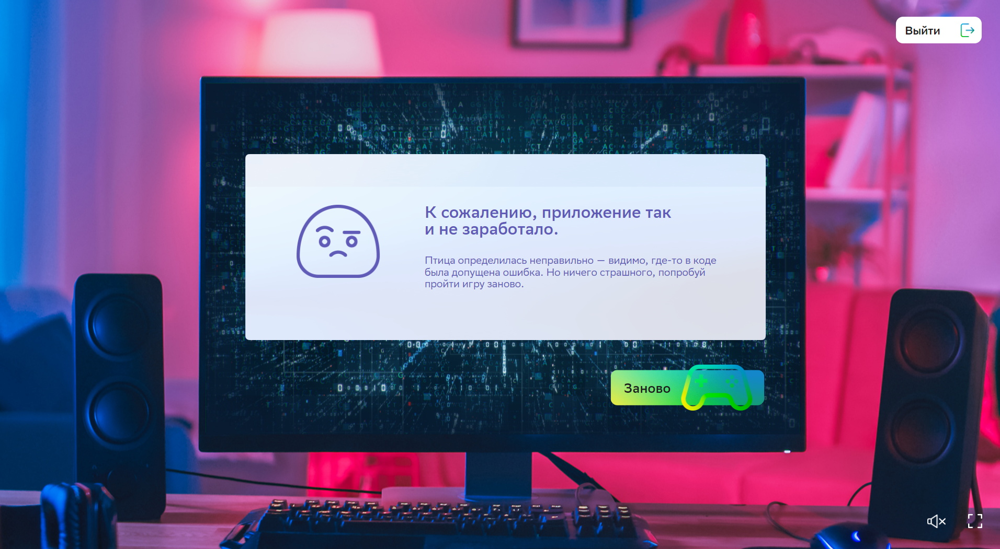 Выйти
К сожалению, приложение так
и не заработало.
Птица определилась неправильно — видимо, где-то в коде
была допущена ошибка. Но ничего страшного, попробуй
пройти игру заново.
Заново